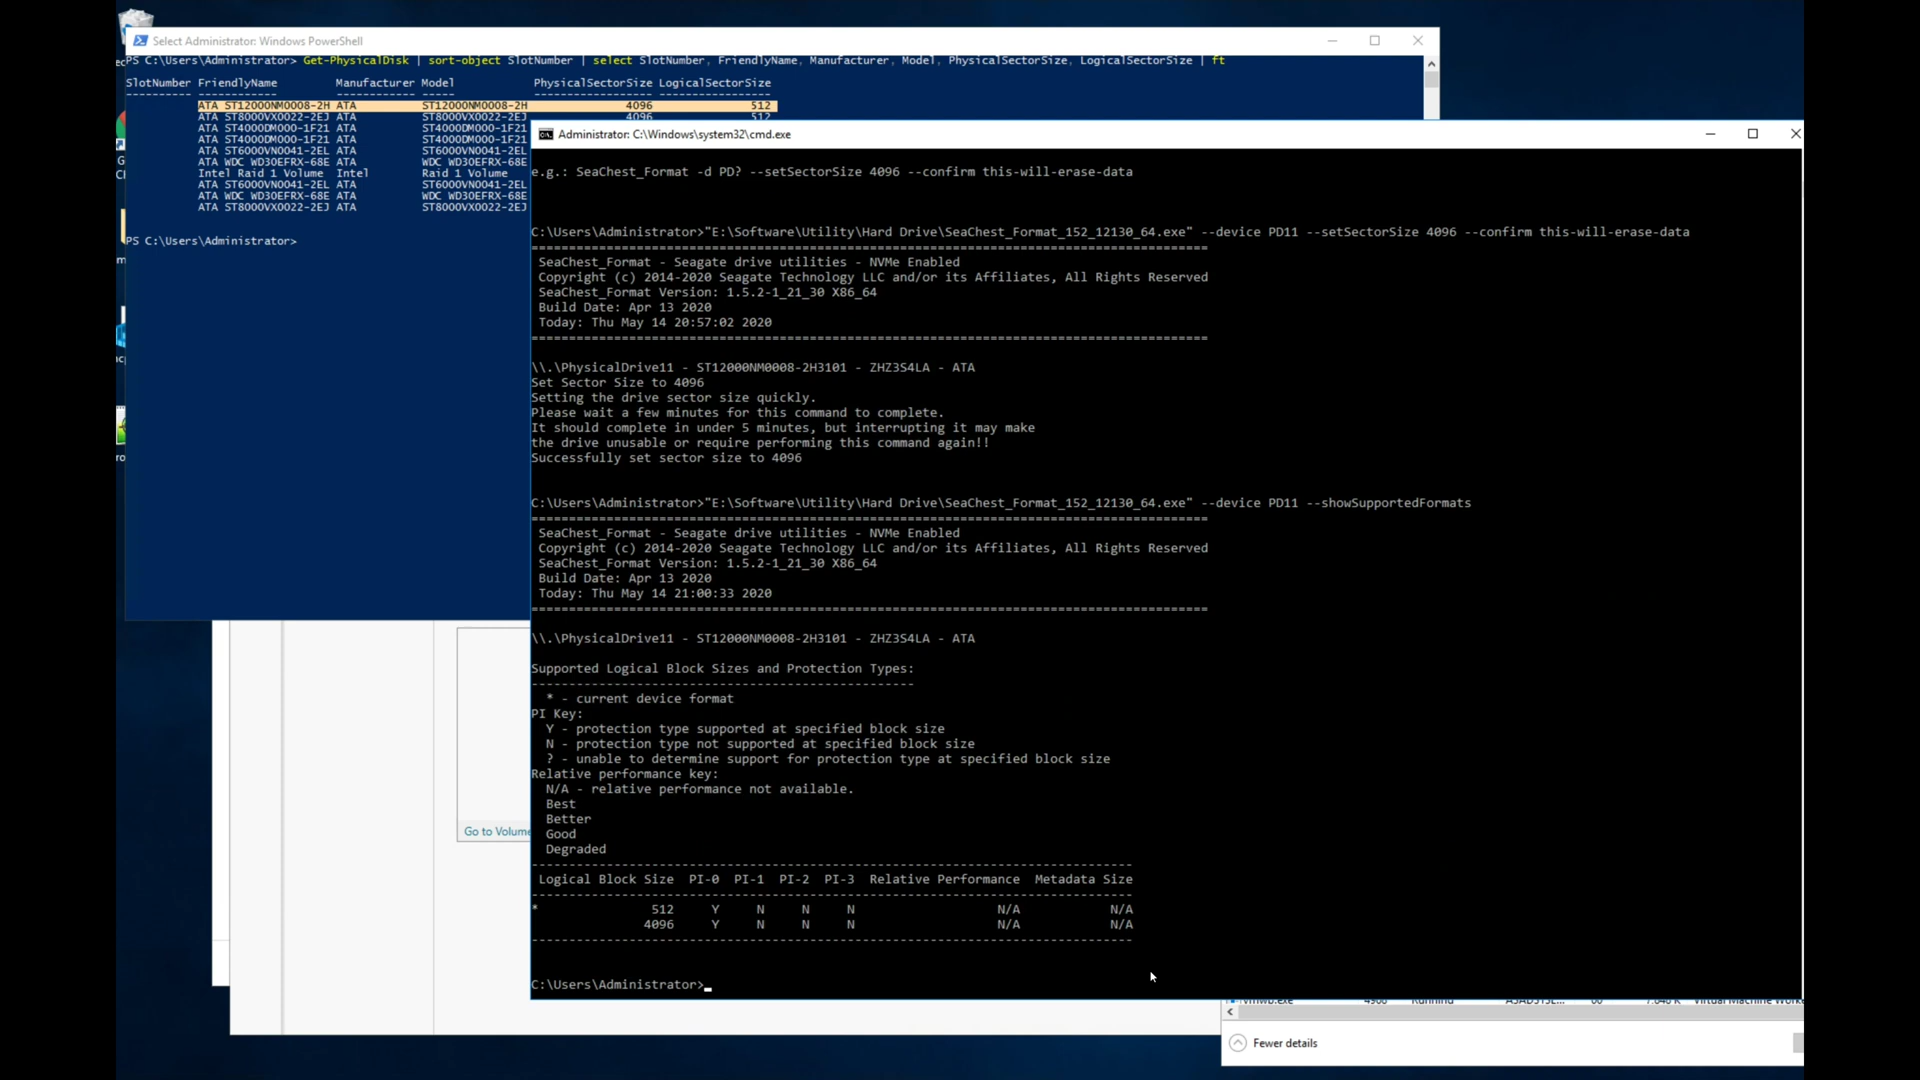 Select Administrator: Windows PowerShell
PS C:\Users\Administrator> Get-PhysicalDisk | sort-object SlotNumber | select SlotNumber, FriendlyName, Manufacturer, Model, PhysicalSectorSize, LogicalSectorSize | ft
SlotNumber FriendlyName Manufacturer Model PhysicalSectorSize LogicalSectorSize
---------- ------------ ------------ ----- ------------------ -----------------
ATA ST12000NM0008-2H ATA ST12000NM0008-2H 4096 512
ATA ST8000VX0022-2EJ ATA ST8000VX0022-2EJ 4096 512
ATA ST4000DM000-1F21 ATA ST4000DM000-1F21
ATA ST4000DM000-1F21 ATA ST4000DM000-1F21
ATA ST6000VN0041-2EL ATA ST6000VN0041-2EL
ATA WDC WD30EFRX-68E ATA WDC WD30EFRX-68E
Intel Raid 1 Volume Intel Raid 1 Volume
ATA ST6000VN0041-2EL ATA ST6000VN0041-2EL
ATA WDC WD30EFRX-68E ATA WDC WD30EFRX-68E
ATA ST8000VX0022-2EJ ATA ST8000VX0022-2EJ
PS C:\Users\Administrator>
Administrator: C:\Windows\system32\cmd.exe
e.g.: SeaChest_Format -d PD? --setSectorSize 4096 --confirm this-will-erase-data
C:\Users\Administrator>"E:\Software\Utility\Hard Drive\SeaChest_Format_152_12130_64.exe" --device PD11 --setSectorSize 4096 --confirm this-will-erase-data
==========================================================================================
SeaChest_Format - Seagate drive utilities - NVMe Enabled
Copyright (c) 2014-2020 Seagate Technology LLC and/or its Affiliates, All Rights Reserved
SeaChest_Format Version: 1.5.2-1_21_30 X86_64
Build Date: Apr 13 2020
Today: Thu May 14 20:57:02 2020
==========================================================================================
\\.\PhysicalDrive11 - ST12000NM0008-2H3101 - ZHZ3S4LA - ATA
Set Sector Size to 4096
Setting the drive sector size quickly.
Please wait a few minutes for this command to complete.
It should complete in under 5 minutes, but interrupting it may make
the drive unusable or require performing this command again!!
Successfully set sector size to 4096
C:\Users\Administrator>"E:\Software\Utility\Hard Drive\SeaChest_Format_152_12130_64.exe" --device PD11 --showSupportedFormats
==========================================================================================
SeaChest_Format - Seagate drive utilities - NVMe Enabled
Copyright (c) 2014-2020 Seagate Technology LLC and/or its Affiliates, All Rights Reserved
SeaChest_Format Version: 1.5.2-1_21_30 X86_64
Build Date: Apr 13 2020
Today: Thu May 14 21:00:33 2020
==========================================================================================
\\.\PhysicalDrive11 - ST12000NM0008-2H3101 - ZHZ3S4LA - ATA
Supported Logical Block Sizes and Protection Types:
---------------------------------------------------
* - current device format
PI Key:
Y - protection type supported at specified block size
N - protection type not supported at specified block size
? - unable to determine support for protection type at specified block size
Relative performance key:
N/A - relative performance not available.
Best
Better
Good
Degraded
--------------------------------------------------------------------------------
Logical Block Size PI-0 PI-1 PI-2 PI-3 Relative Performance Metadata Size
--------------------------------------------------------------------------------
* 512 Y N N N N/A N/A
4096 Y N N N N/A N/A
--------------------------------------------------------------------------------
C:\Users\Administrator>
Go to Volume
Fewer details